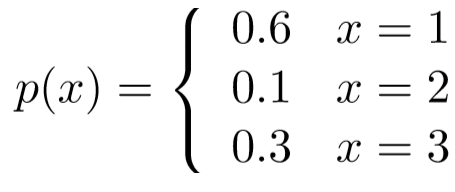 0.6 x = 1
p(x) = { 0.1 x = 2
0.3 x = 3